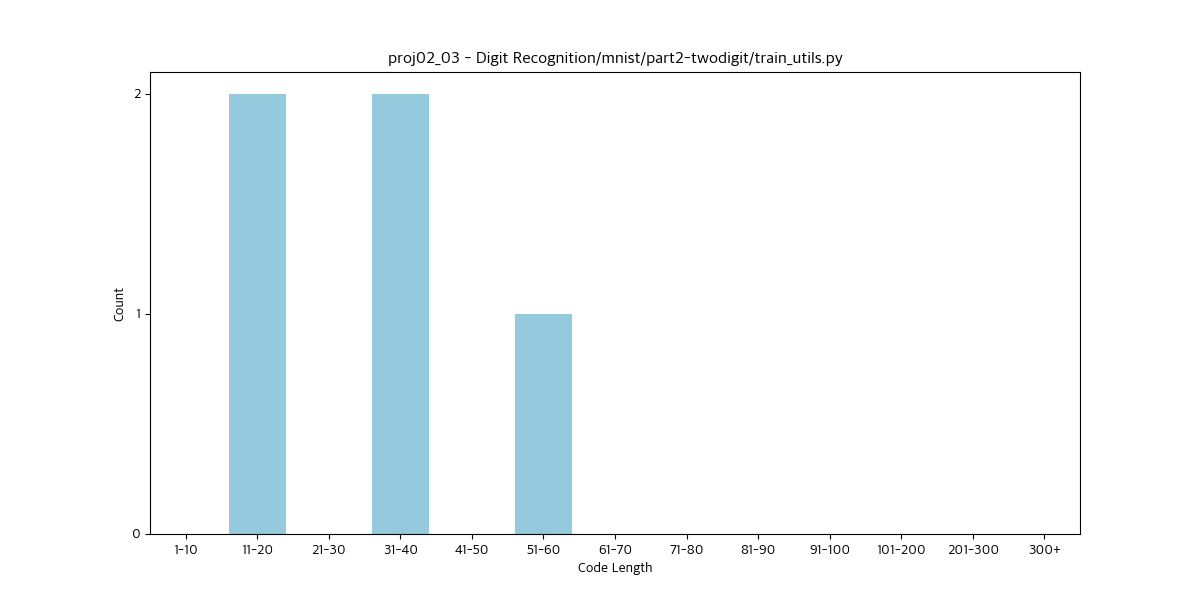 proj02_03 - Digit Recognition/mnist/part2-twodigit/train_utils.py
2
1
0
Count
1-10 11-20 21-30 31-40 41-50 51-60 61-70 71-80 81-90 91-100 101-200 201-300 300+
Code Length